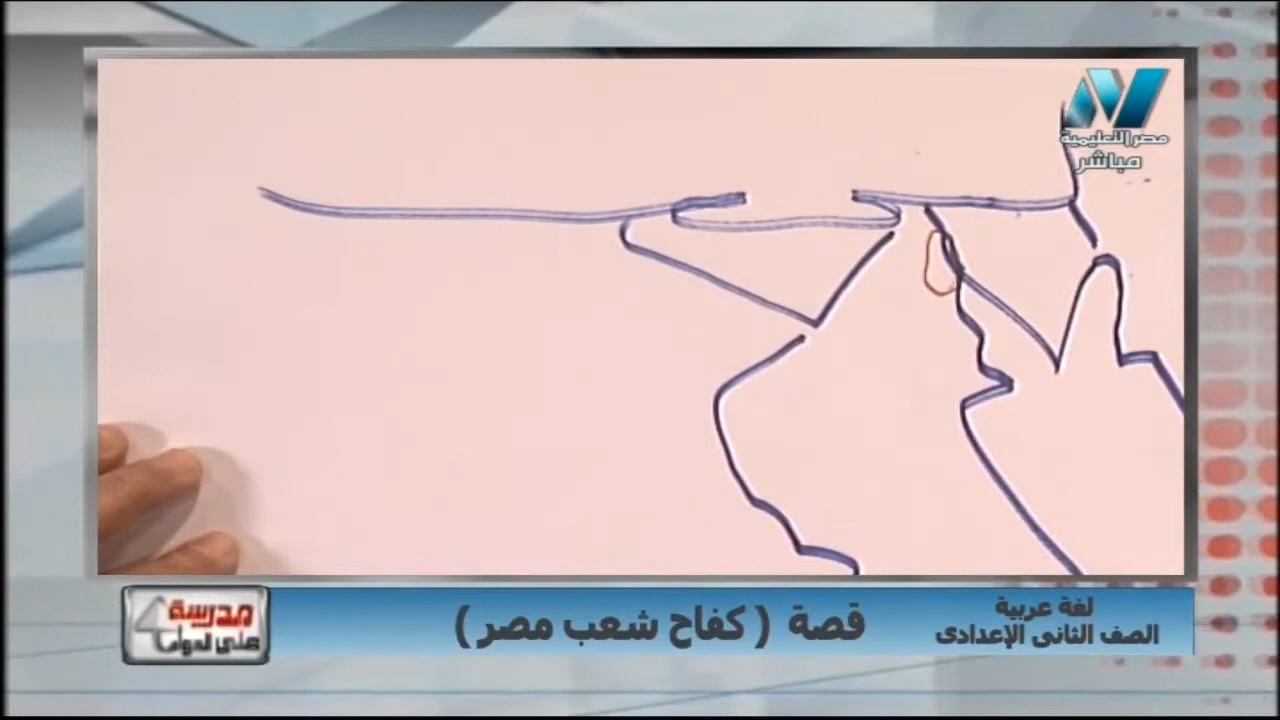 مصر التعليمية
مباشر
لغة عربية
الصف الثانى الإعدادى
قصة ( كفاح شعب مصر )
مدرسة
على الهواء